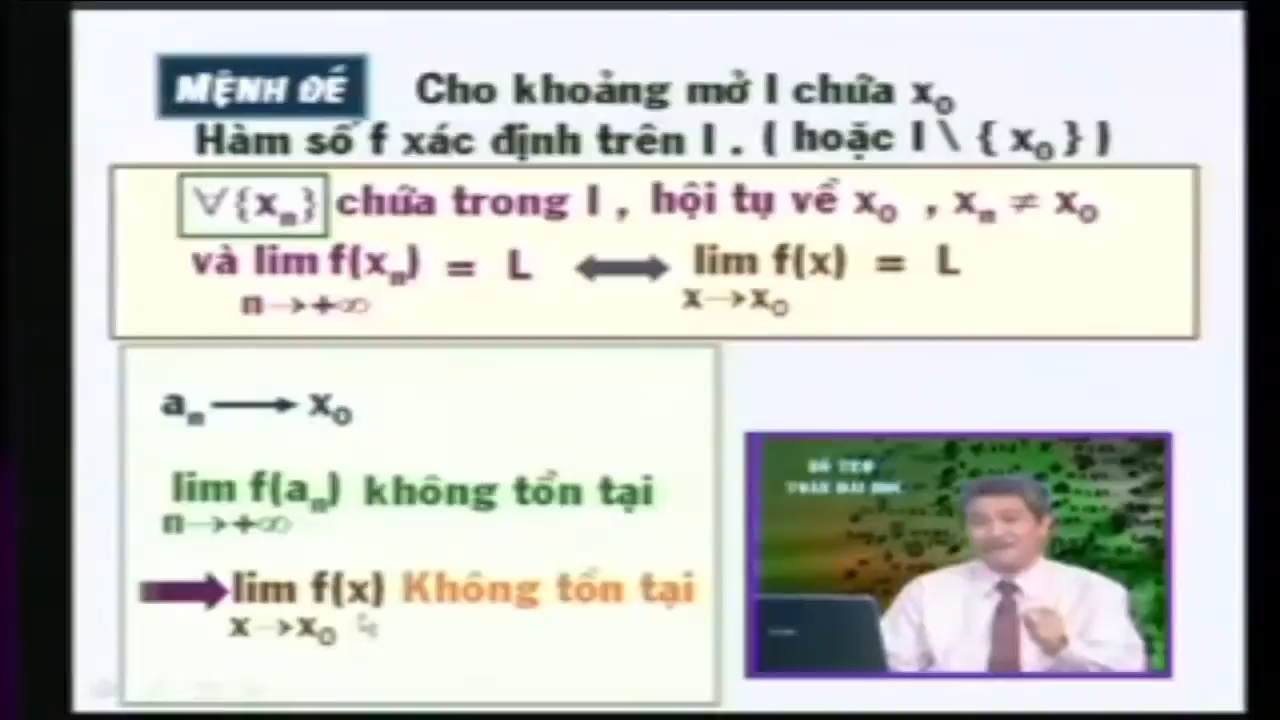 MỆNH ĐỀ Cho khoảng mở I chứa x₀
Hàm số f xác định trên I . ( hoặc I \ { x₀ } )
∀{xₙ} chứa trong I , hội tụ về x₀ , xₙ ≠ x₀
và lim f(xₙ) = L ⟷ lim f(x) = L
n→+∞ x→x₀
aₙ ⟶ x₀
lim f(aₙ) không tồn tại
n→+∞
➡ lim f(x) Không tồn tại
x→x₀